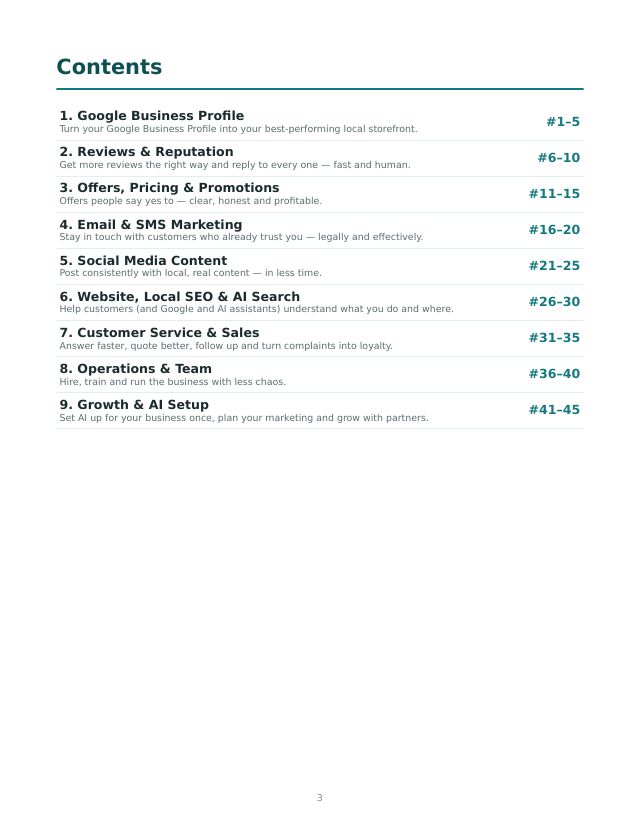 Contents
1. Google Business Profile
Turn your Google Business Profile into your best-performing local storefront.
#1–5
2. Reviews & Reputation
Get more reviews the right way and reply to every one — fast and human.
#6–10
3. Offers, Pricing & Promotions
Offers people say yes to — clear, honest and profitable.
#11–15
4. Email & SMS Marketing
Stay in touch with customers who already trust you — legally and effectively.
#16–20
5. Social Media Content
Post consistently with local, real content — in less time.
#21–25
6. Website, Local SEO & AI Search
Help customers (and Google and AI assistants) understand what you do and where.
#26–30
7. Customer Service & Sales
Answer faster, quote better, follow up and turn complaints into loyalty.
#31–35
8. Operations & Team
Hire, train and run the business with less chaos.
#36–40
9. Growth & AI Setup
Set AI up for your business once, plan your marketing and grow with partners.
#41–45
3